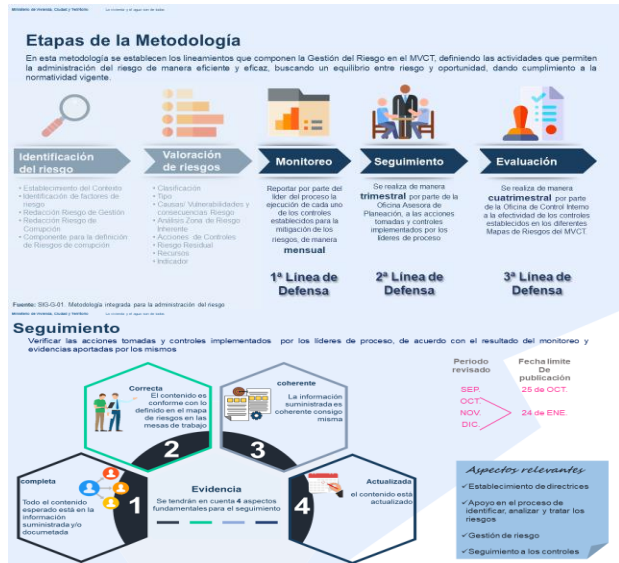 Ministerio de Vivienda, Ciudad y Territorio
Etapas de la Metodología
En esta metodología se establecen los lineamientos que componen la Gestión del Riesgo en el MVCT, definiendo las actividades que permiten
la administración del riesgo de manera eficiente y eficaz, buscando un equilibrio entre riesgo y oportunidad, dando cumplimiento a la
normatividad vigente.
Identificación
del riesgo
• Establecimiento del Contexto
• Identificación de factores de
riesgo
• Redacción Riesgo de Gestión
• Redacción Riesgo de
Corrupción
• Componente para la definición
de Riesgos de corrupción
Valoración
de riesgos
• Clasificación
• Tipo
• Causas/ Vulnerabilidades y
consecuencias Riesgo
• Análisis Zona de Riesgo
Inherente
• Acciones de Controles
• Riesgo Residual
• Recursos
• Indicador
Monitoreo
Reportar por parte del
líder del proceso la
ejecución de cada uno
de los controles
establecidos para la
mitigación de los
riesgos, de manera
mensual
1ª Línea de
Defensa
Seguimiento
Se realiza de manera
trimestral por parte de la
Oficina Asesora de
Planeación, a las acciones
tomadas y controles
implementados por los
líderes de proceso
2ª Línea de
Defensa
Evaluación
Se realiza de manera
cuatrimestral por parte
de la Oficina de Control Interno
a la efectividad de los controles
establecidos en los diferentes
Mapas de Riesgos del MVCT.
3ª Línea de
Defensa
Fuente: SIG-G-01. Metodología integrada para la administración del riesgo
Ministerio de Vivienda, Ciudad y Territorio
Seguimiento
Verificar las acciones tomadas y controles implementados por los líderes de proceso, de acuerdo con el resultado del monitoreo y
evidencias aportadas por los mismos
completa
Todo el contenido
esperado está en la
información
suministrada y/o
documetada
1
Correcta
El contenido es
conforme con lo
definido en el mapa
de riesgos en las
mesas de trabajo
2
coherente
La información
suministrada es
coherente consigo
misma
3
Actualizada
el contenido está
actualizado
4
Evidencia
Se tendrán en cuenta 4 aspectos
fundamentales para el seguimiento
Período
revisado
Fecha limite
De
publicación
SEP.
25 de OCT.
OCT.
NOV.
24 de ENE.
DIC.
Aspectos relevantes
✓Establecimiento de directrices
✓Apoyo en el proceso de
identificar, analizar y tratar los
riesgos
✓Gestión de riesgo
✓Seguimiento a los controles